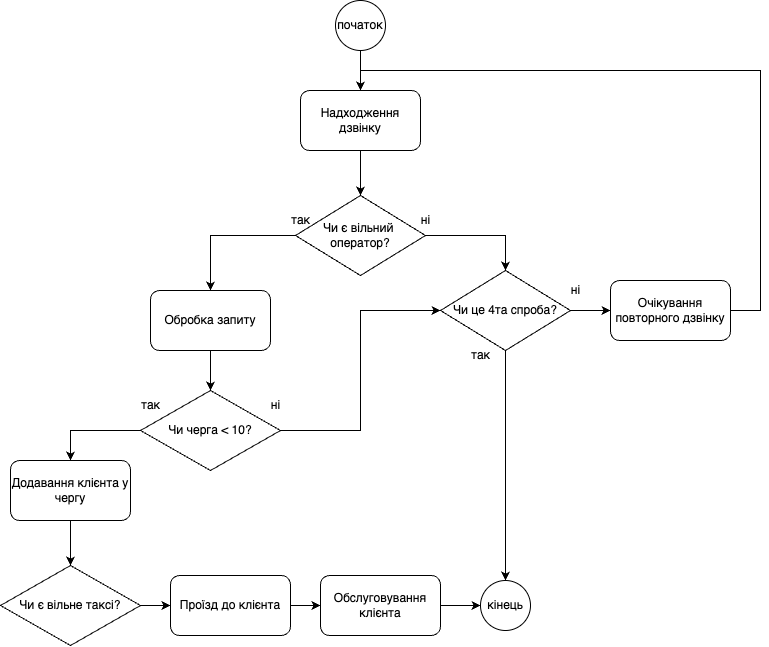 початок
Надходження
дзвінку
так
Чи є вільний
оператор?
ні
Обробка запиту
Чи це 4та спроба?
ні
Очікування
повторного дзвінку
так
так
Чи черга < 10?
ні
Додавання клієнта у
чергу
Чи є вільне таксі?
Проїзд до клієнта
Обслуговування
клієнта
кінець